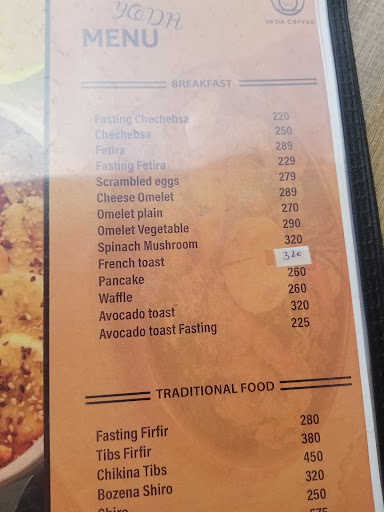 YODA
YODA COFFEE
MENU
BREAKFAST
Fasting Chechebsa 220
Chechebsa 250
Fetira 289
Fasting Fetira 229
Scrambled eggs 279
Cheese Omelet 289
Omelet plain 270
Omelet Vegetable 290
Spinach Mushroom 320
French toast 320
Pancake 260
Waffle 260
Avocado toast 320
Avocado toast Fasting 225
TRADITIONAL FOOD
Fasting Firfir 280
Tibs Firfir 380
Chikina Tibs 450
Bozena Shiro 320
Shiro 250
575